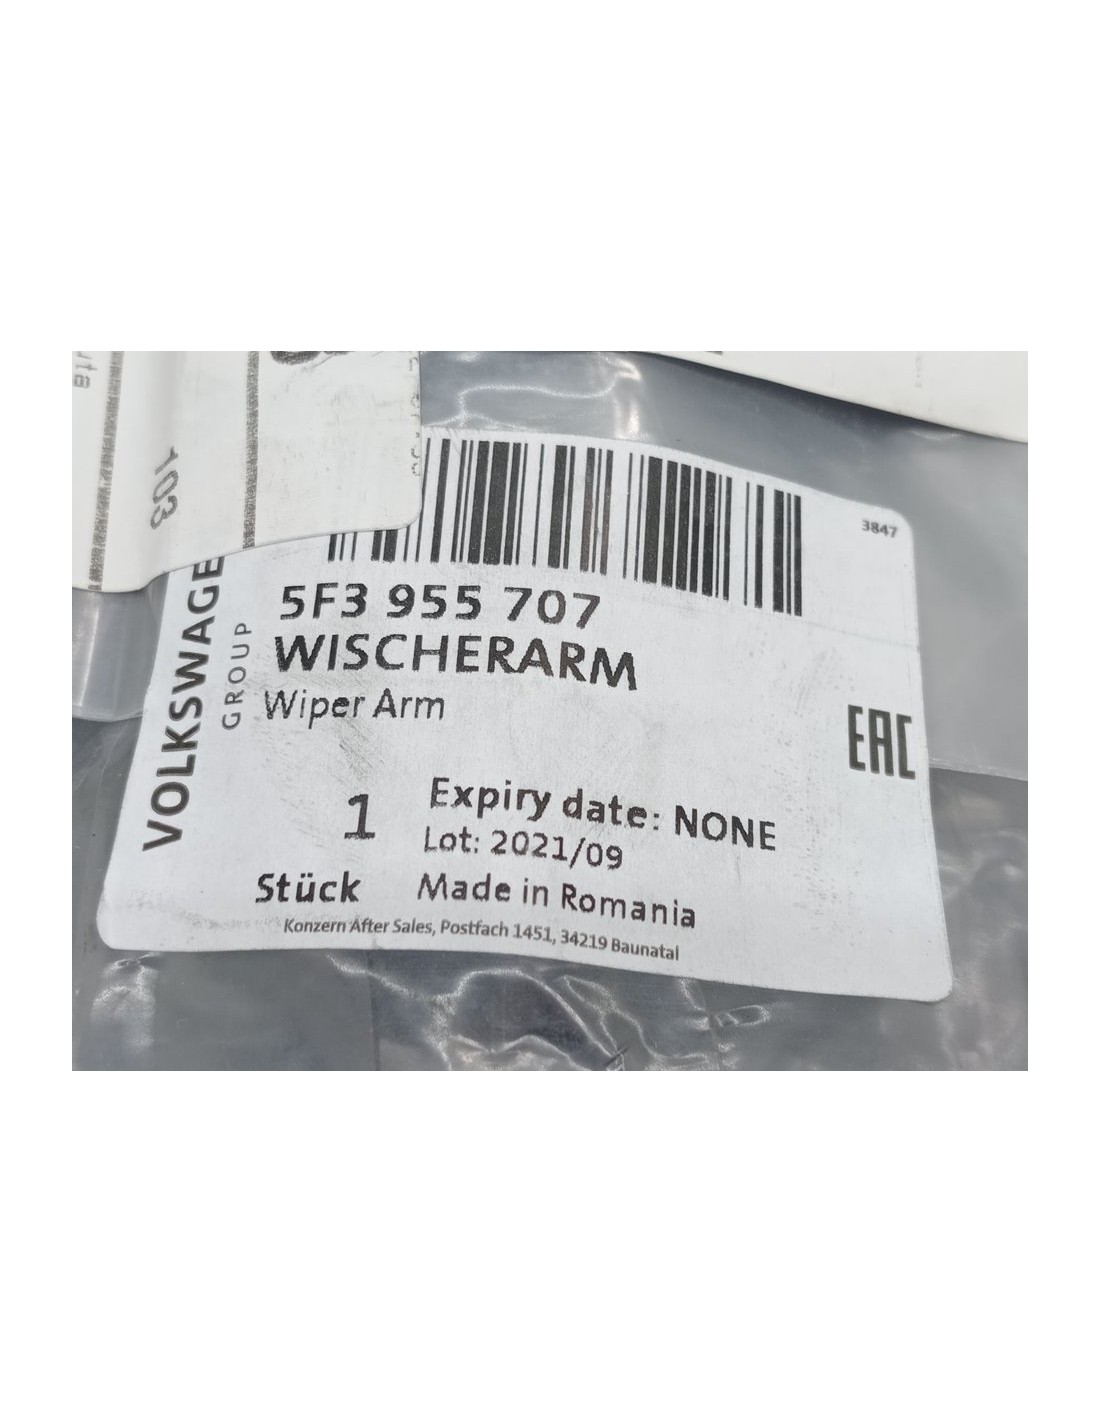 103
3847
5F3 955 707
WISCHERARM
Wiper Arm
VOLKSWAGE
GROUP
EAC
1
Expiry date: NONE
Lot: 2021/09
Stück
Made in Romania
Konzern After Sales, Postfach 1451, 34219 Baunatal